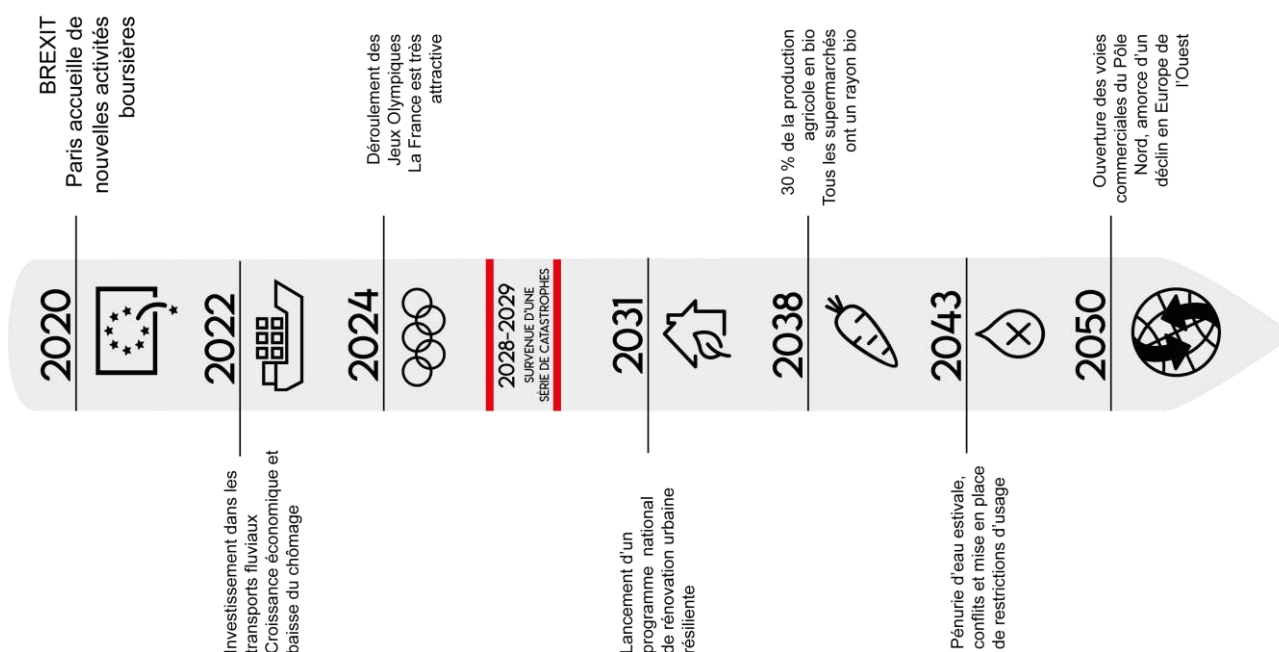 2020
BREXIT
Paris accueille de
nouvelles activités
boursières
2022
Investissement dans les
transports fluviaux
Croissance économique et
baisse du chômage
2024
Déroulement des
Jeux Olympiques
La France est très
attractive
2028-2029
SURVENUE D'UNE
SÉRIE DE CATASTROPHES
2031
Lancement d'un
programme national
de rénovation urbaine
résiliente
2038
30 % de la production
agricole en bio
Tous les supermarchés
ont un rayon bio
2043
Pénurie d'eau estivale,
conflits et mise en place
de restrictions d'usage
2050
Ouverture des voies
commerciales du Pôle
Nord, amorce d'un
déclin en Europe de
l'Ouest